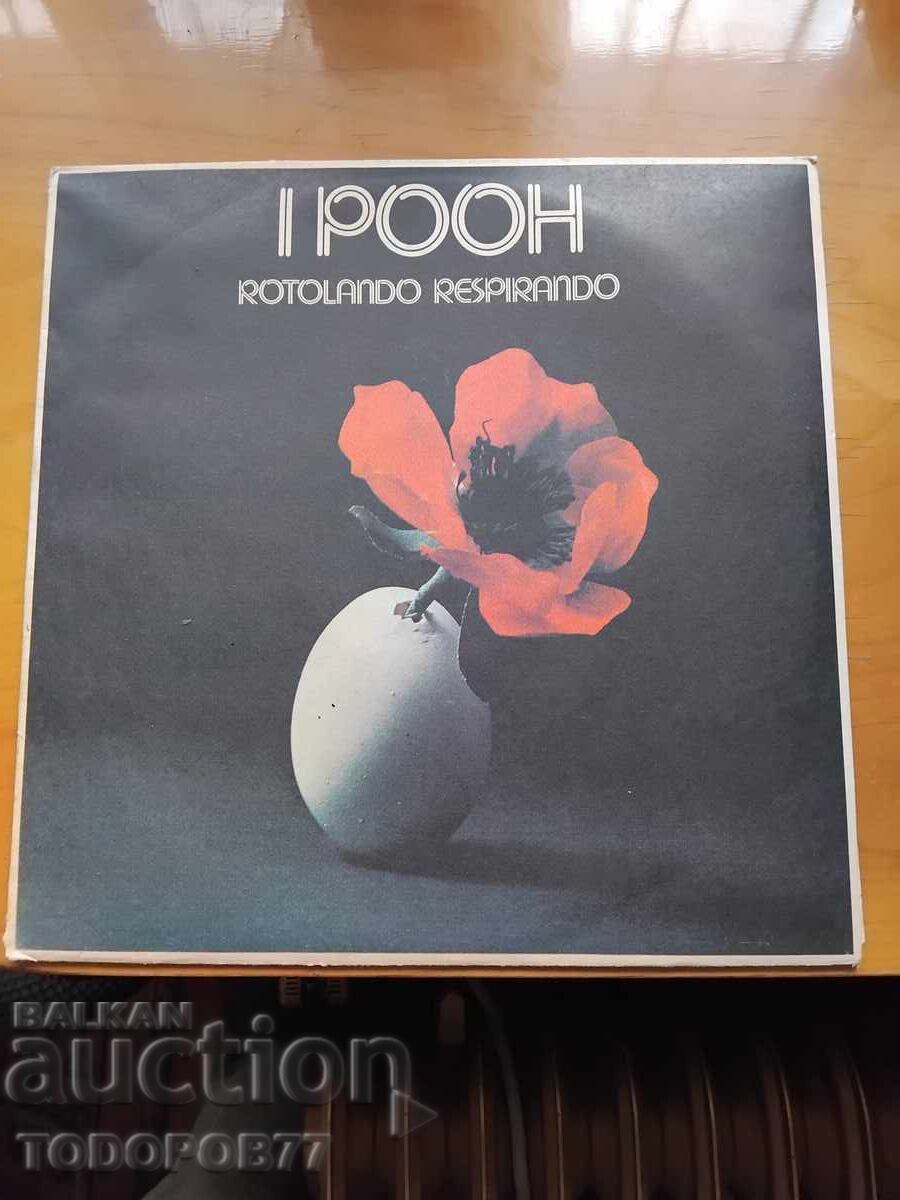 I POOH
ROTOLANDO RESPIRANDO
BALKAN
auction
TODOPOB77